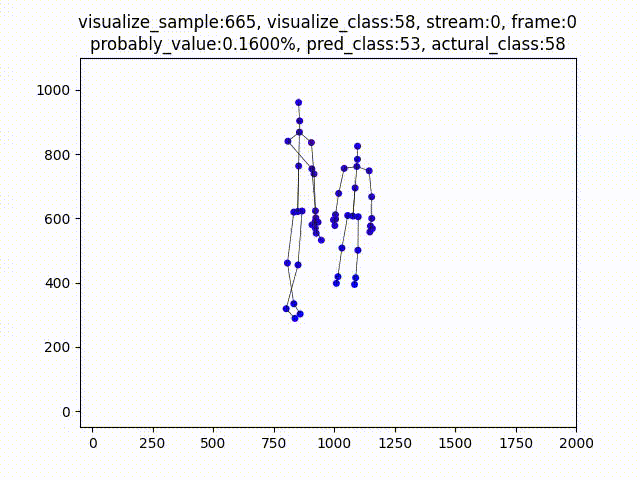 visualize_sample:665, visualize_class:58, stream:0, frame:0
probably_value:0.1600%, pred_class:53, actural_class:58
1000
800
600
400
200
0
0 250 500 750 1000 1250 1500 1750 2000